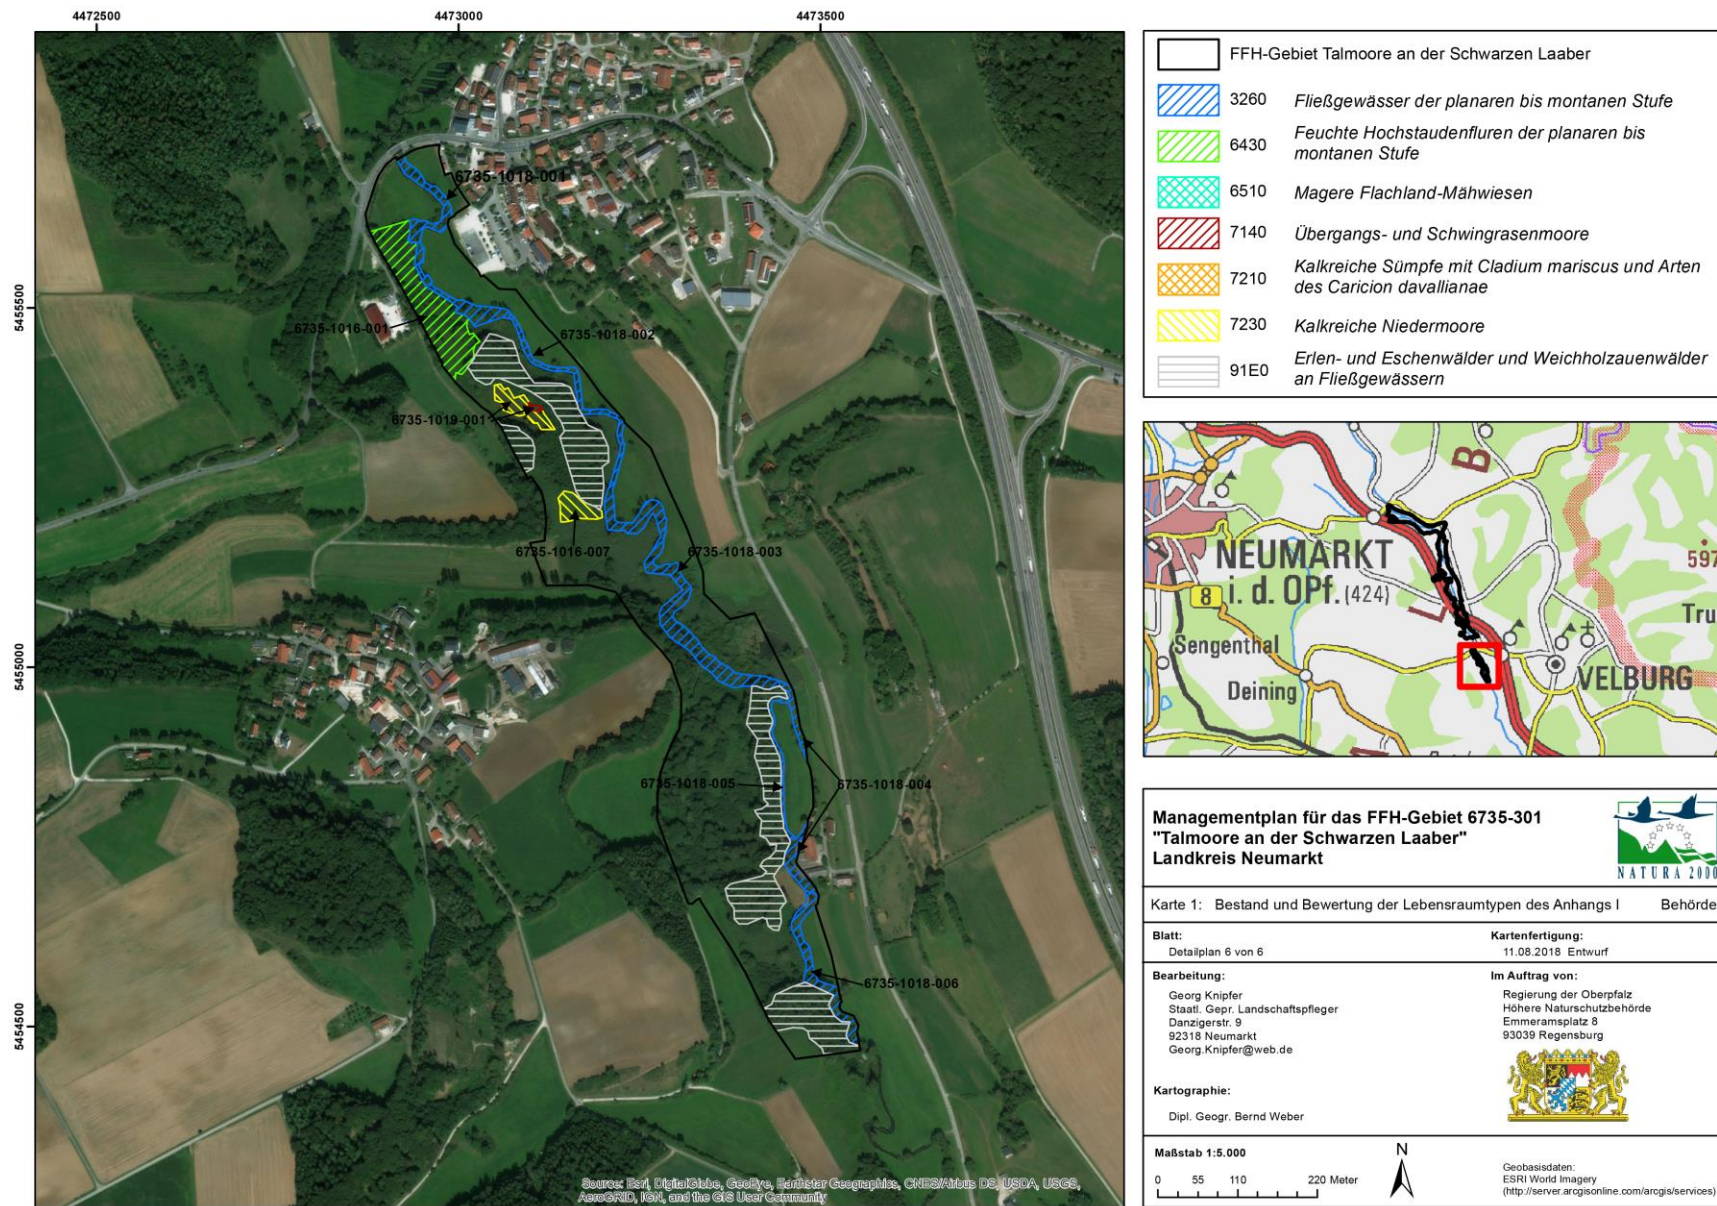 4472500
4473000
4473500
5455500
5455000
5454500
6735-1018-001
6735-1016-001
6735-1018-002
6735-1019-001
6735-1016-007
6735-1018-003
6735-1018-005
6735-1018-004
6735-1018-006
Source: Esri, DigitalGlobe, GeoEye, Earthstar Geographics, CNES/Airbus DS, USDA, USGS,
AeroGRID, IGN, and the GIS User Community
FFH-Gebiet Talmoore an der Schwarzen Laaber
3260 Fließgewässer der planaren bis montanen Stufe
6430 Feuchte Hochstaudenfluren der planaren bis
montanen Stufe
6510 Magere Flachland-Mähwiesen
7140 Übergangs- und Schwingrasenmoore
7210 Kalkreiche Sümpfe mit Cladium mariscus und Arten
des Caricion davallianae
7230 Kalkreiche Niedermoore
91E0 Erlen- und Eschenwälder und Weichholzauenwälder
an Fließgewässern
B
NEUMARKT
8 i. d. OPf. (424)
L
597
Tru
Sengenthal
Deining
VELBURG
Managementplan für das FFH-Gebiet 6735-301
"Talmoore an der Schwarzen Laaber"
Landkreis Neumarkt
NATURA 2000
Karte 1: Bestand und Bewertung der Lebensraumtypen des Anhangs I Behörde
Blatt:
Detailplan 6 von 6
Kartenfertigung:
11.08.2018 Entwurf
Bearbeitung:
Georg Knipfer
Staatl. Gepr. Landschaftspfleger
Danzigerstr. 9
92318 Neumarkt
Georg.Knipfer@web.de
Im Auftrag von:
Regierung der Oberpfalz
Höhere Naturschutzbehörde
Emmeramsplatz 8
93039 Regensburg
Kartographie:
Dipl. Geogr. Bernd Weber
Maßstab 1:5.000
0 55 110 220 Meter
N
Geobasisdaten:
ESRI World Imagery
(http://server.arcgisonline.com/arcgis/services)